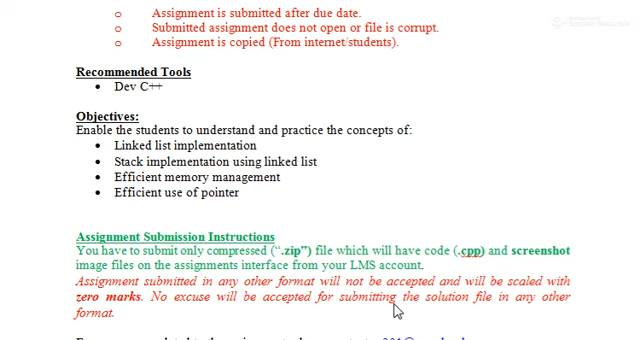 o Assignment is submitted after due date.
o Submitted assignment does not open or file is corrupt.
o Assignment is copied (From internet/students).
Recommended Tools
• Dev C++
Objectives:
Enable the students to understand and practice the concepts of:
• Linked list implementation
• Stack implementation using linked list
• Efficient memory management
• Efficient use of pointer
Assignment Submission Instructions
You have to submit only compressed (“.zip”) file which will have code (.cpp) and screenshot
image files on the assignments interface from your LMS account.
Assignment submitted in any other format will not be accepted and will be scaled with
zero marks. No excuse will be accepted for submitting the solution file in any other
format.